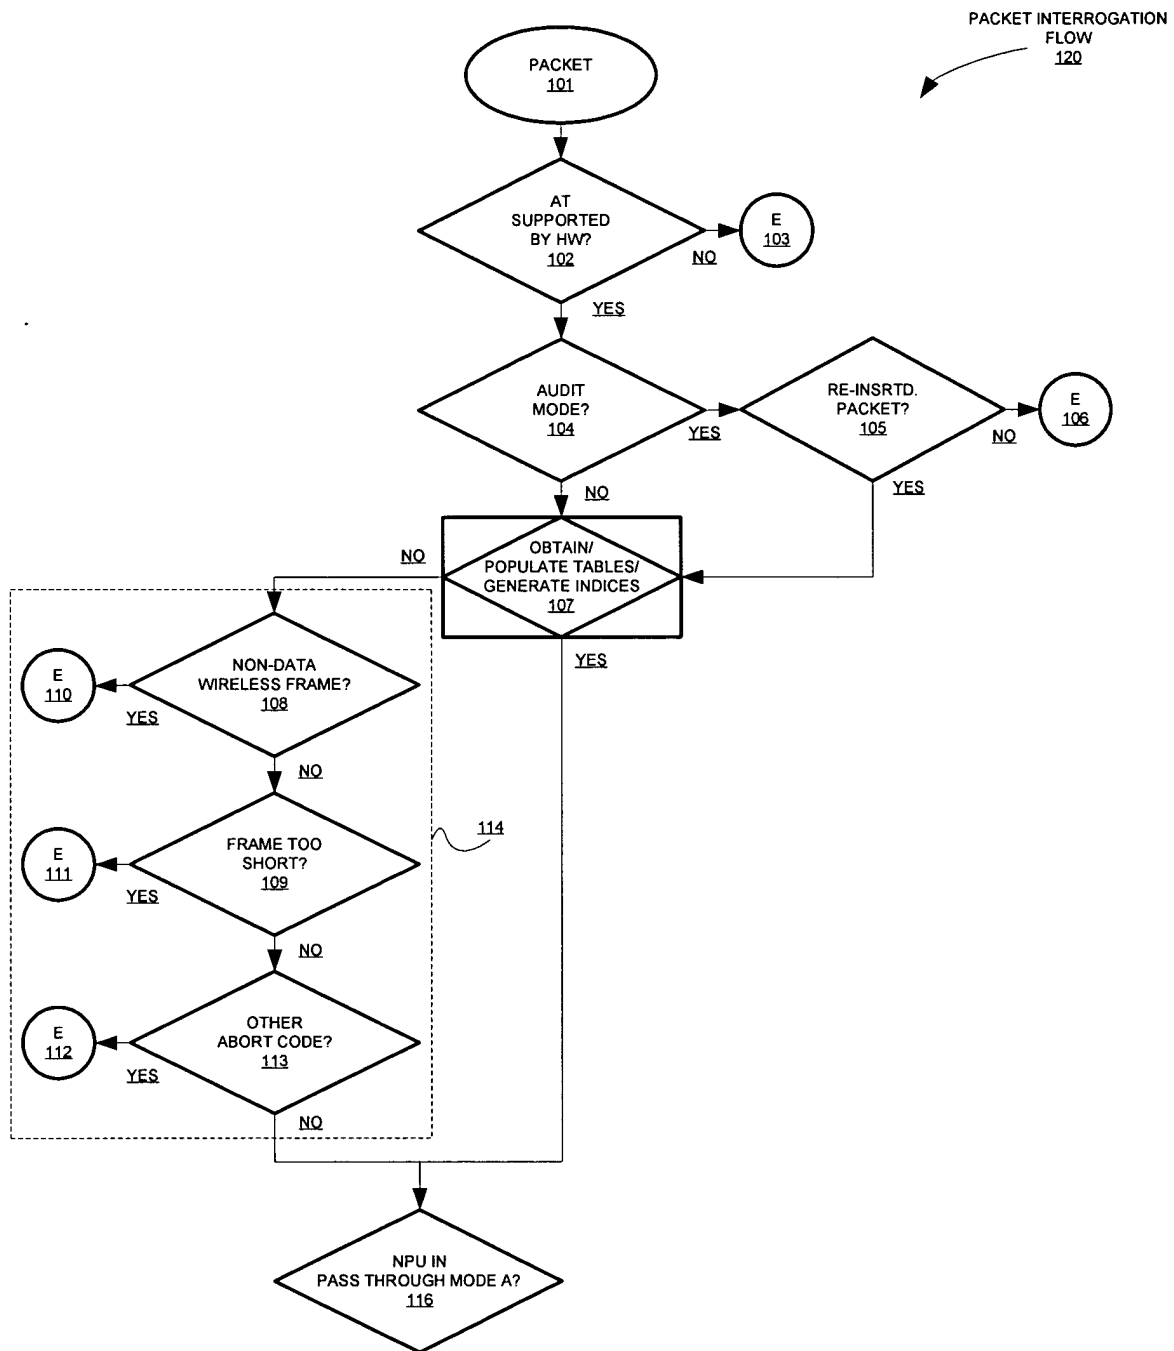 PACKET INTERROGATION
FLOW
120
PACKET
101
AT
SUPPORTED
BY HW?
102
NO
E
103
YES
AUDIT
MODE?
104
YES
RE-INSRTD.
PACKET?
105
NO
E
106
NO
YES
OBTAIN/
POPULATE TABLES/
GENERATE INDICES
107
NO
YES
NON-DATA
WIRELESS FRAME?
108
E
110
YES
NO
FRAME TOO
SHORT?
109
E
111
YES
114
NO
OTHER
ABORT CODE?
113
E
112
YES
NO
NPU IN
PASS THROUGH MODE A?
116